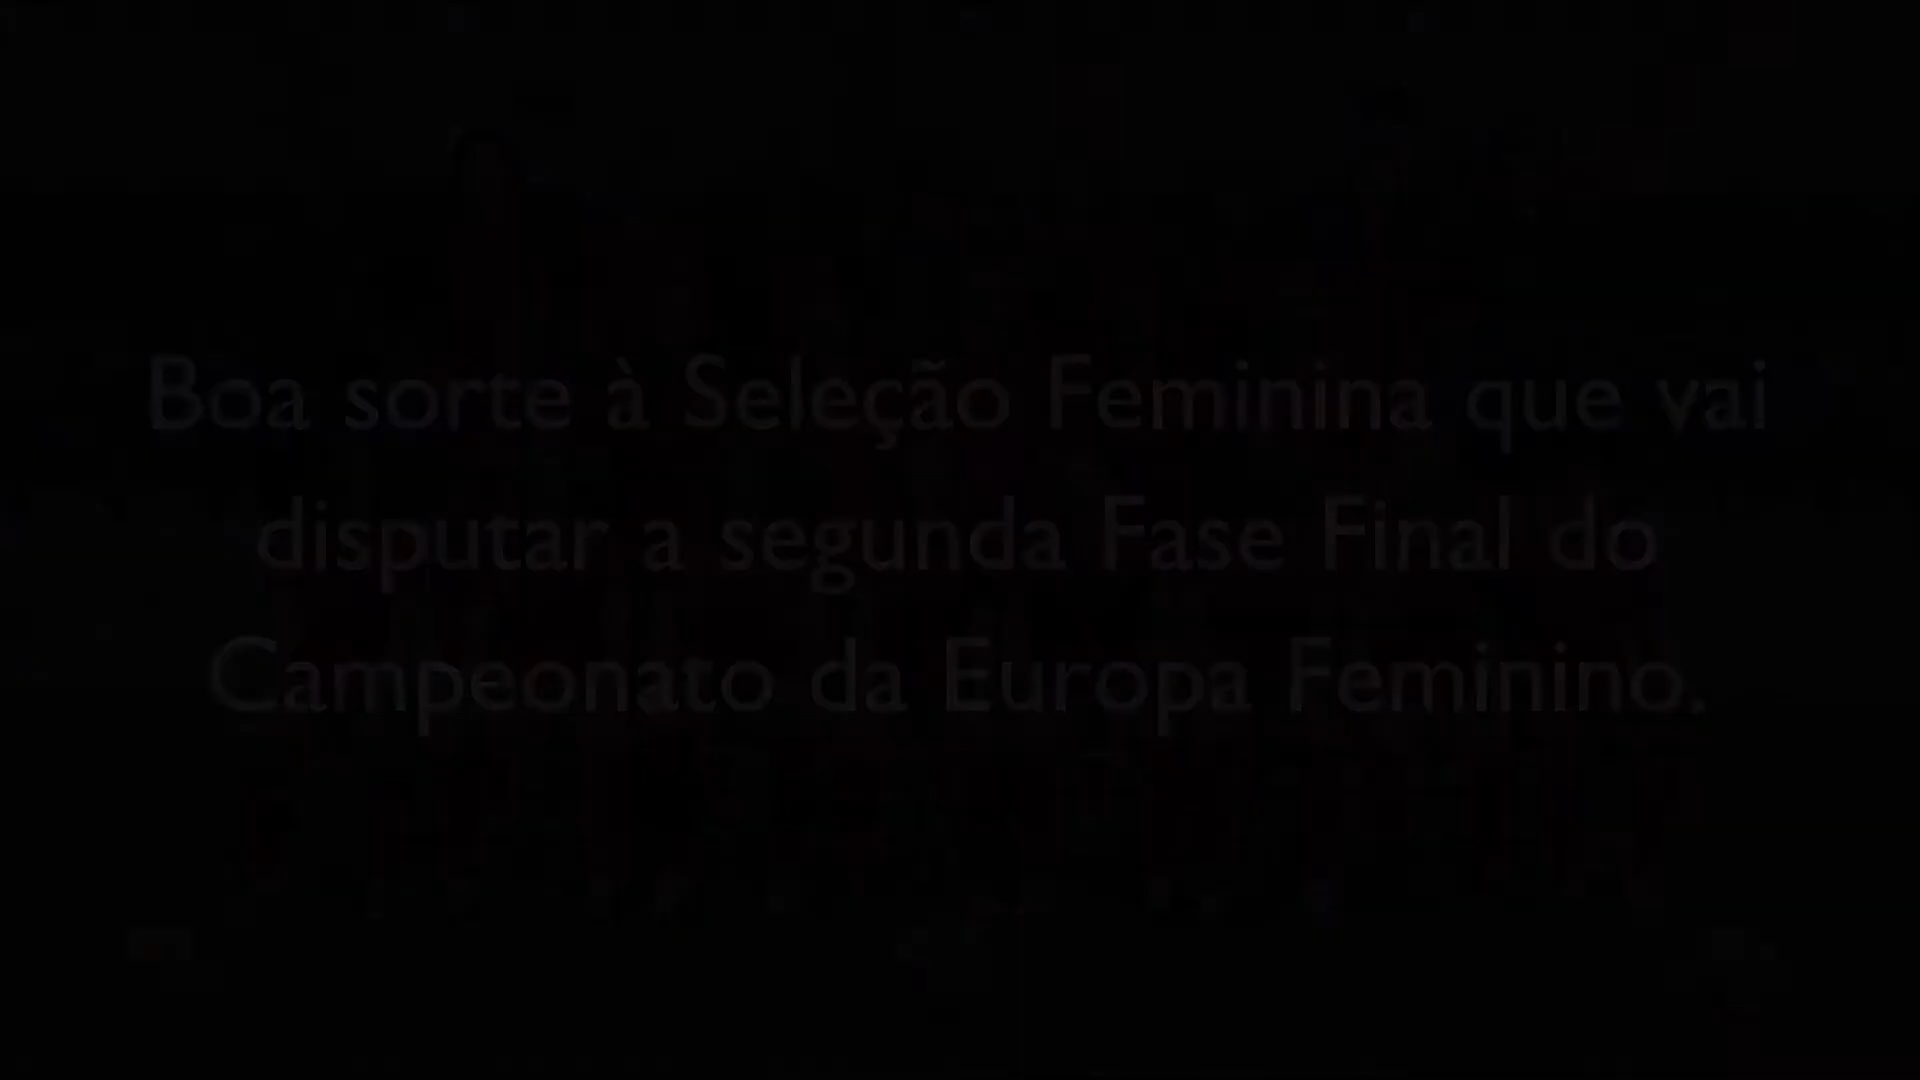 Boa sorte à Seleção Feminina que vai
disputar a segunda Fase Final do
Campeonato da Europa Feminino.